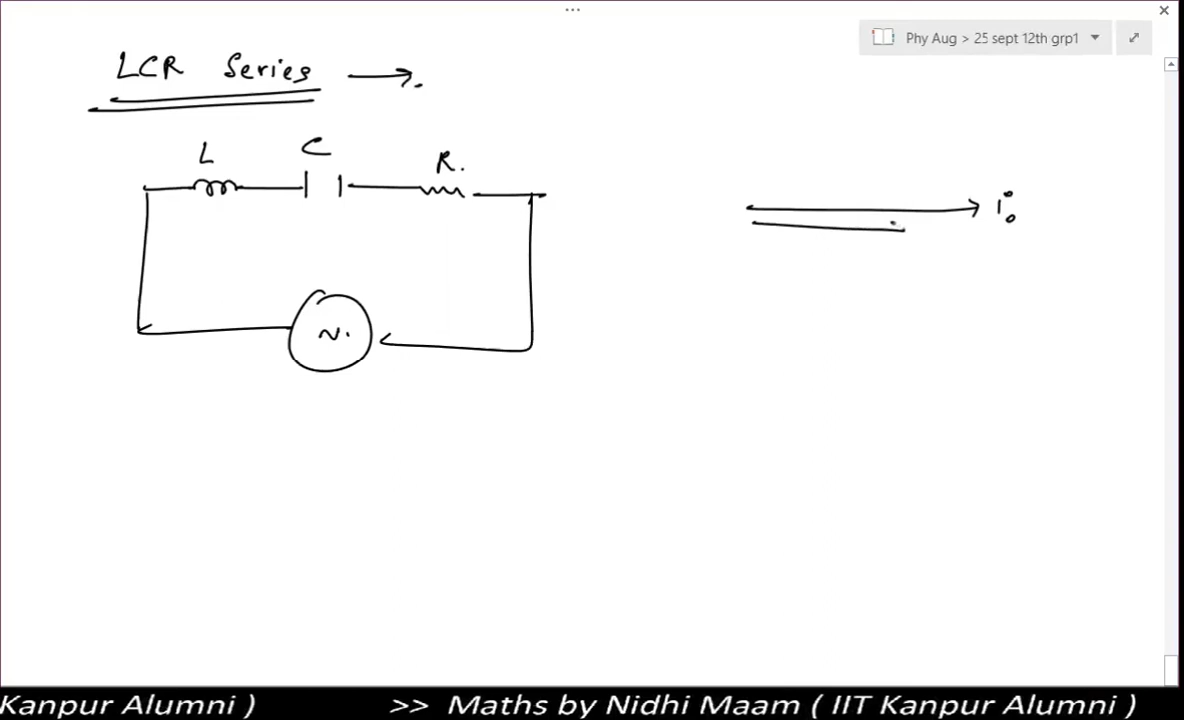 Phy Aug > 25 sept 12th grp1
LCR Series →
L C R.
i₀
~.
Kanpur Alumni ) >> Maths by Nidhi Maam ( IIT Kanpur Alumni )